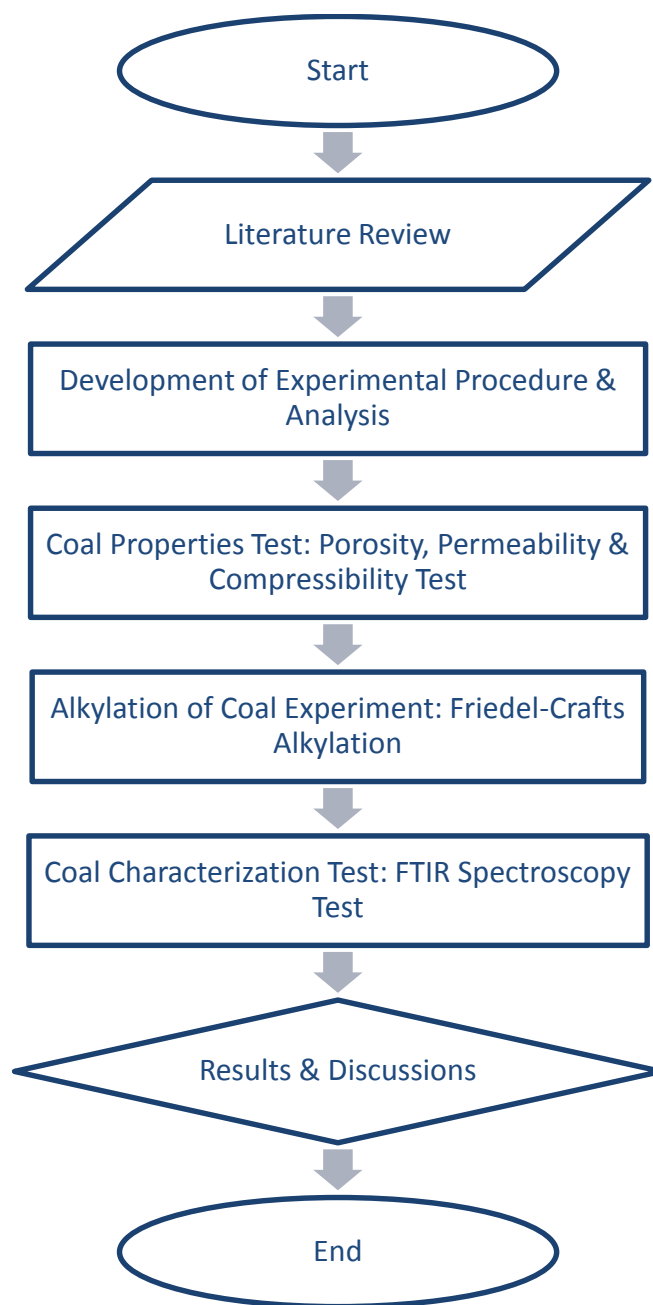 Start
Literature Review
Development of Experimental Procedure &
Analysis
Coal Properties Test: Porosity, Permeability &
Compressibility Test
Alkylation of Coal Experiment: Friedel-Crafts
Alkylation
Coal Characterization Test: FTIR Spectroscopy
Test
Results & Discussions
End